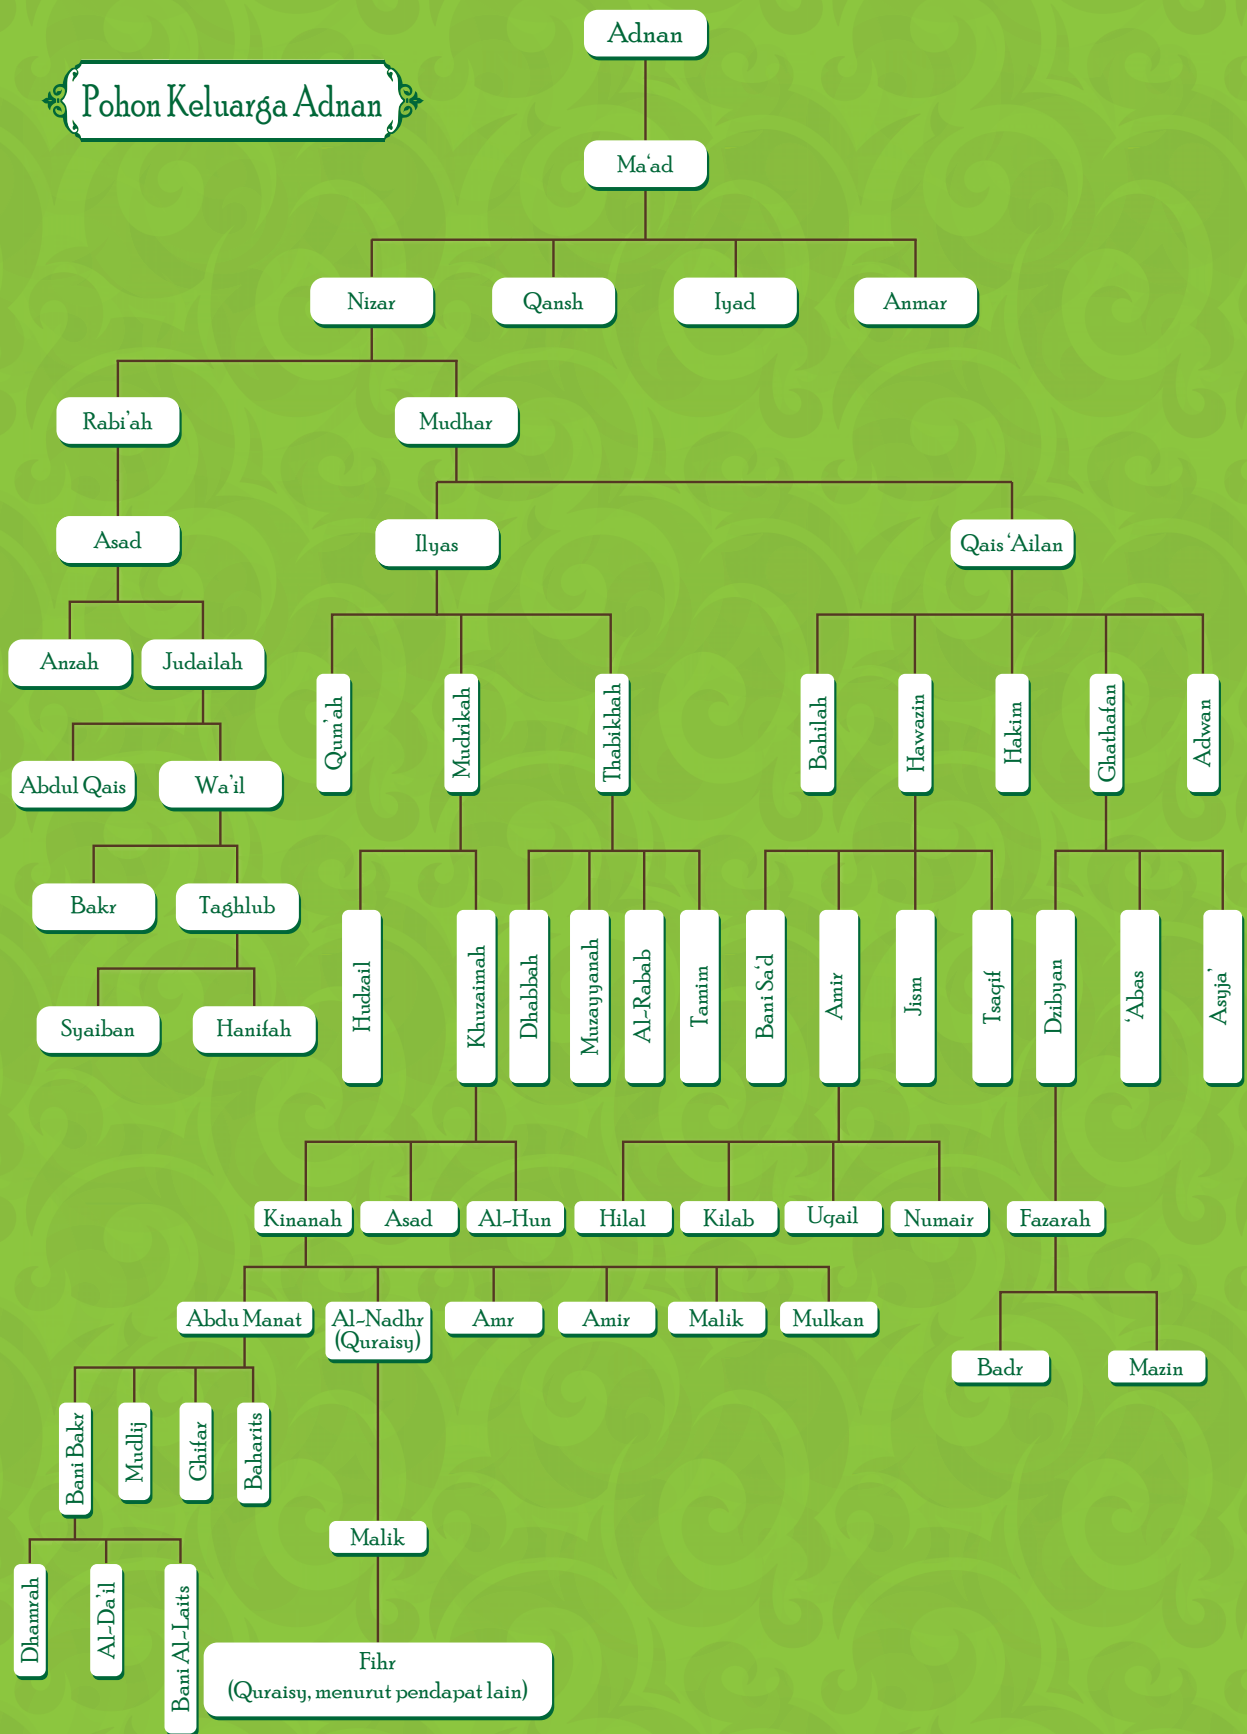 Adnan
Pohon Keluarga Adnan
Ma‘ad
Nizar
Qansh
Iyad
Anmar
Rabi’ah
Mudhar
Asad
Ilyas
Qais ‘Ailan
Anzah
Judailah
Qum’ah
Mudrikah
Thabikhah
Bahilah
Hawazin
Hakim
Ghathafan
Adwan
Abdul Qais
Wa’il
Bakr
Taghlub
Hudzail
Khuzaimah
Dhabbah
Muzayyanah
Al-Rabab
Tamim
Bani Sa‘d
Amir
Jism
Tsaqif
Dzibyan
‘Abas
Asyja’
Syaiban
Hanifah
Kinanah
Asad
Al-Hun
Hilal
Kilab
Uqail
Numair
Fazarah
Abdu Manat
Al-Nadhr
(Quraisy)
Amr
Amir
Malik
Mulkan
Badr
Mazin
Bani Bakr
Mudlij
Ghifar
Baharits
Malik
Dhamrah
Al-Da’il
Bani Al-Laits
Fihr
(Quraisy, menurut pendapat lain)